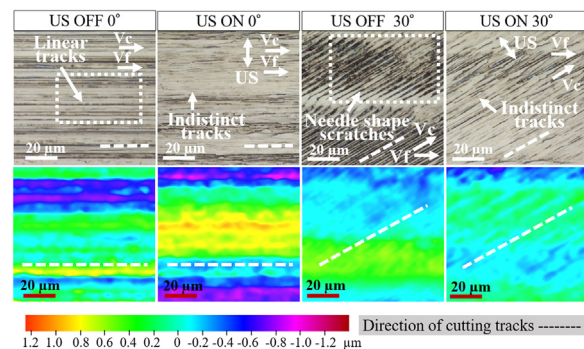 US OFF 0°
US ON 0°
US OFF 30°
US ON 30°
Linear
tracks
Vc
Vf
20 µm
Vc
US
Vf
Indistinct
tracks
20 µm
Needle shape
scratches
Vc
Vf
20 µm
US
Vf
Vc
Indistinct
tracks
20 µm
20 µm
20 µm
20 µm
20 µm
1.2 1.0 0.8 0.6 0.4 0.2 0 -0.2 -0.4 -0.6 -0.8 -1.0 -1.2 µm
Direction of cutting tracks --------